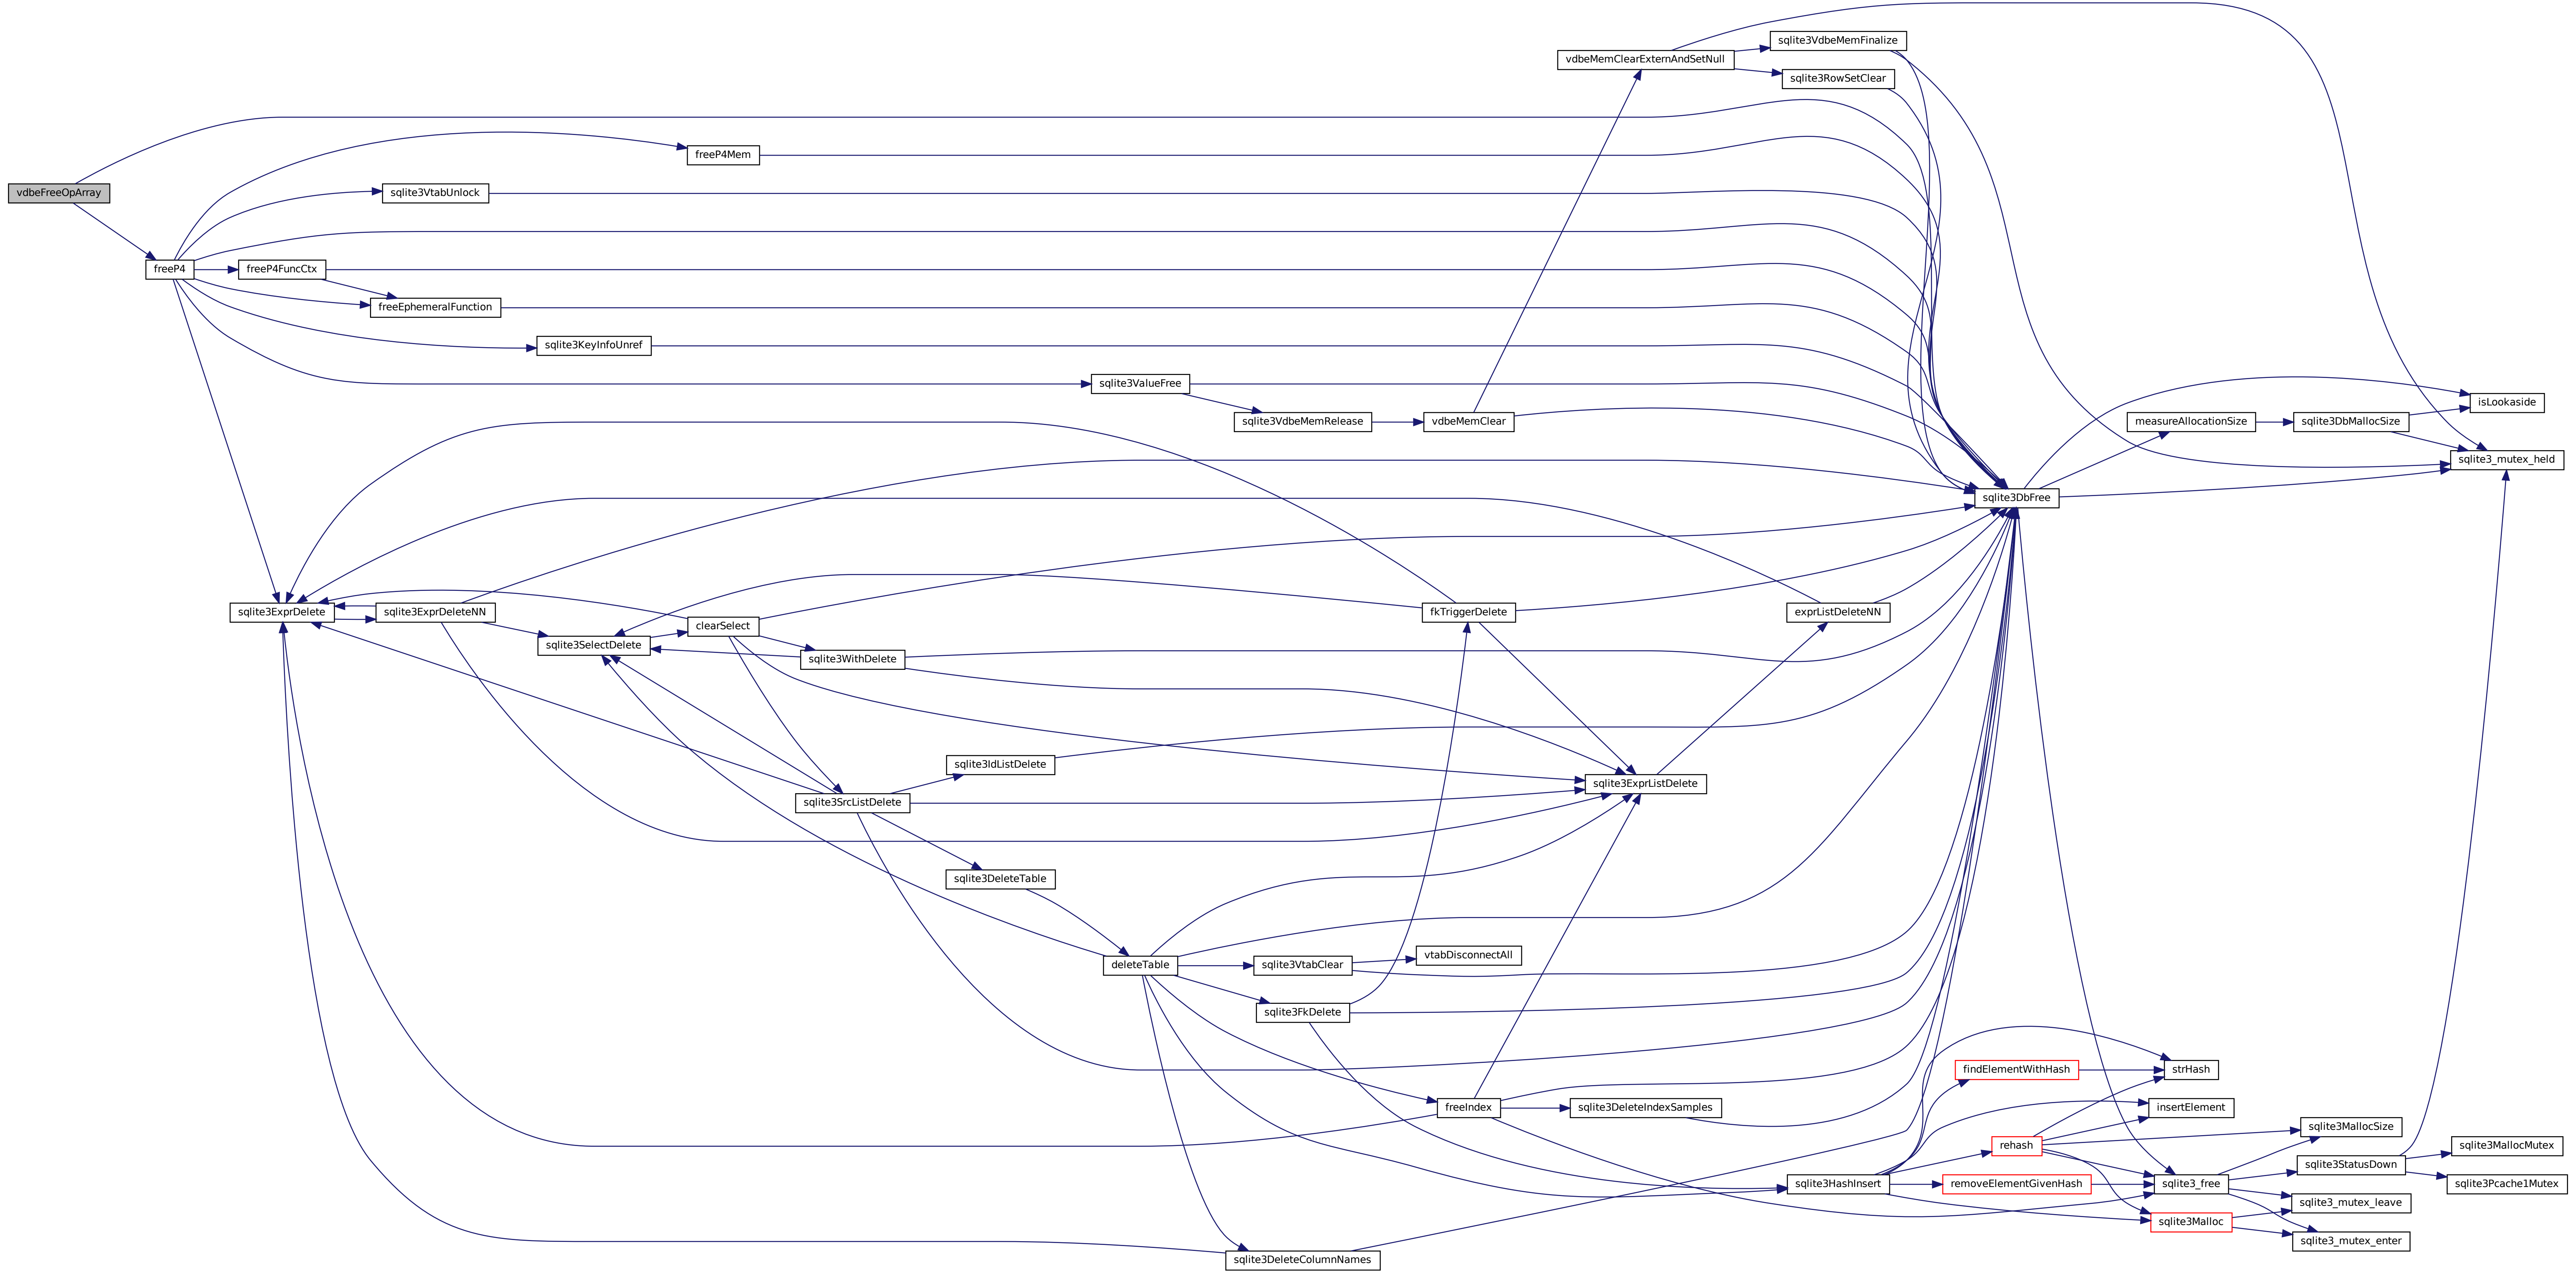 vdbeFreeOpArray
freeP4
freeP4FuncCtx
sqlite3ExprDelete
sqlite3VtabUnlock
freeEphemeralFunction
sqlite3ExprDeleteNN
sqlite3KeyInfoUnref
sqlite3SelectDelete
freeP4Mem
clearSelect
sqlite3WithDelete
sqlite3SrcListDelete
sqlite3IdListDelete
sqlite3DeleteTable
sqlite3ValueFree
deleteTable
sqlite3VdbeMemRelease
sqlite3VtabClear
sqlite3FkDelete
sqlite3DeleteColumnNames
vdbeMemClear
fkTriggerDelete
vtabDisconnectAll
freeIndex
vdbeMemClearExternAndSetNull
sqlite3ExprListDelete
sqlite3DeleteIndexSamples
sqlite3VdbeMemFinalize
sqlite3RowSetClear
exprListDeleteNN
sqlite3HashInsert
sqlite3DbFree
findElementWithHash
rehash
removeElementGivenHash
measureAllocationSize
strHash
insertElement
sqlite3_free
sqlite3Malloc
sqlite3DbMallocSize
sqlite3MallocSize
sqlite3StatusDown
sqlite3_mutex_leave
sqlite3_mutex_enter
isLookaside
sqlite3_mutex_held
sqlite3MallocMutex
sqlite3Pcache1Mutex